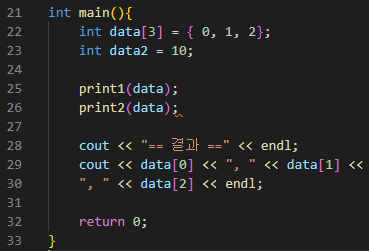 21 int main(){
22 int data[3] = { 0, 1, 2};
23 int data2 = 10;
24
25 print1(data);
26 print2(data);
27
28 cout << "== 결과 ==" << endl;
29 cout << data[0] << ", " << data[1] <<
30 ", " << data[2] << endl;
31
32 return 0;
33 }